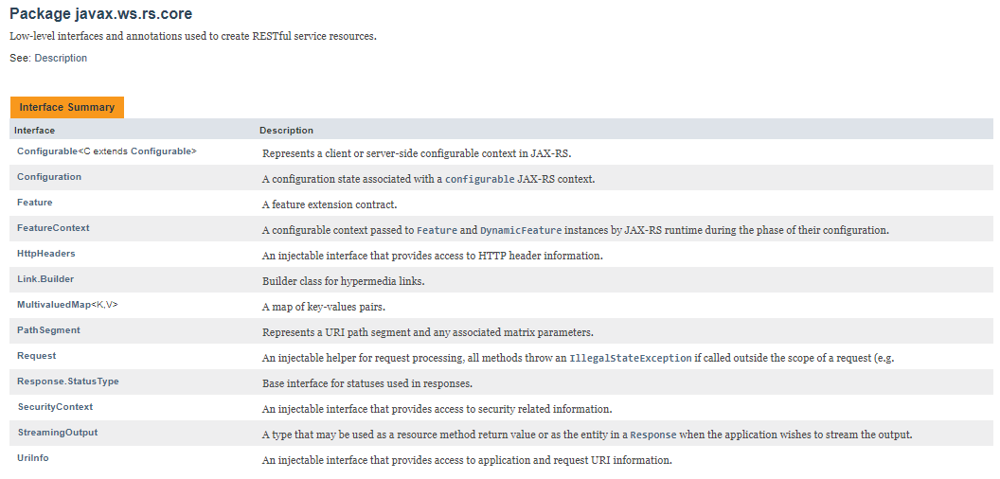 Package javax.ws.rs.core
Low-level interfaces and annotations used to create RESTful service resources.
See: Description
Interface Summary
Interface Description
Configurable<C extends Configurable> Represents a client or server-side configurable context in JAX-RS.
Configuration A configuration state associated with a configurable JAX-RS context.
Feature A feature extension contract.
FeatureContext A configurable context passed to Feature and DynamicFeature instances by JAX-RS runtime during the phase of their configuration.
HttpHeaders An injectable interface that provides access to HTTP header information.
Link.Builder Builder class for hypermedia links.
MultivaluedMap<K,V> A map of key-values pairs.
PathSegment Represents a URI path segment and any associated matrix parameters.
Request An injectable helper for request processing, all methods throw an IllegalStateException if called outside the scope of a request (e.g.
Response.StatusType Base interface for statuses used in responses.
SecurityContext An injectable interface that provides access to security related information.
StreamingOutput A type that may be used as a resource method return value or as the entity in a Response when the application wishes to stream the output.
UriInfo An injectable interface that provides access to application and request URI information.